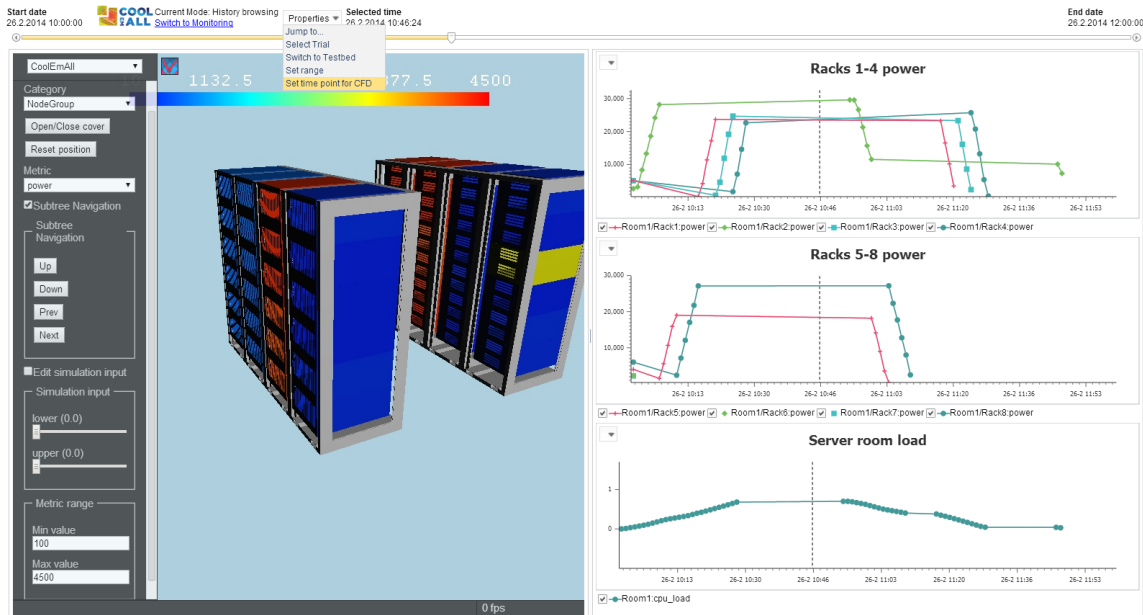 Start date
26.2.2014 10:00:00
COOL
EMALL
Current Mode: History browsing
Switch to Monitoring
Properties
Selected time
26.2.2014 10:46:24
End date
26.2.2014 12:00:00
Jump to...
Select Trial
Switch to Testbed
Set range
Set time point for CFD
CoolEmAll
Category
NodeGroup
Open/Close cover
Reset position
Metric
power
Subtree Navigation
Subtree
Navigation
Up
Down
Prev
Next
Edit simulation input
Simulation input
lower (0.0)
upper (0.0)
Metric range
Min value
100
Max value
4500
1132.5
77.5
4500
0 fps
Racks 1-4 power
30,000
20,000
10,000
26-2 10:13 26-2 10:30 26-2 10:46 26-2 11:03 26-2 11:20 26-2 11:36 26-2 11:53
Room1/Rack1:power Room1/Rack2:power Room1/Rack3:power Room1/Rack4:power
Racks 5-8 power
30,000
20,000
10,000
26-2 10:13 26-2 10:30 26-2 10:46 26-2 11:03 26-2 11:20 26-2 11:36 26-2 11:53
Room1/Rack5:power Room1/Rack6:power Room1/Rack7:power Room1/Rack8:power
Server room load
1
0
26-2 10:13 26-2 10:30 26-2 10:46 26-2 11:03 26-2 11:20 26-2 11:36 26-2 11:53
Room1:cpu_load